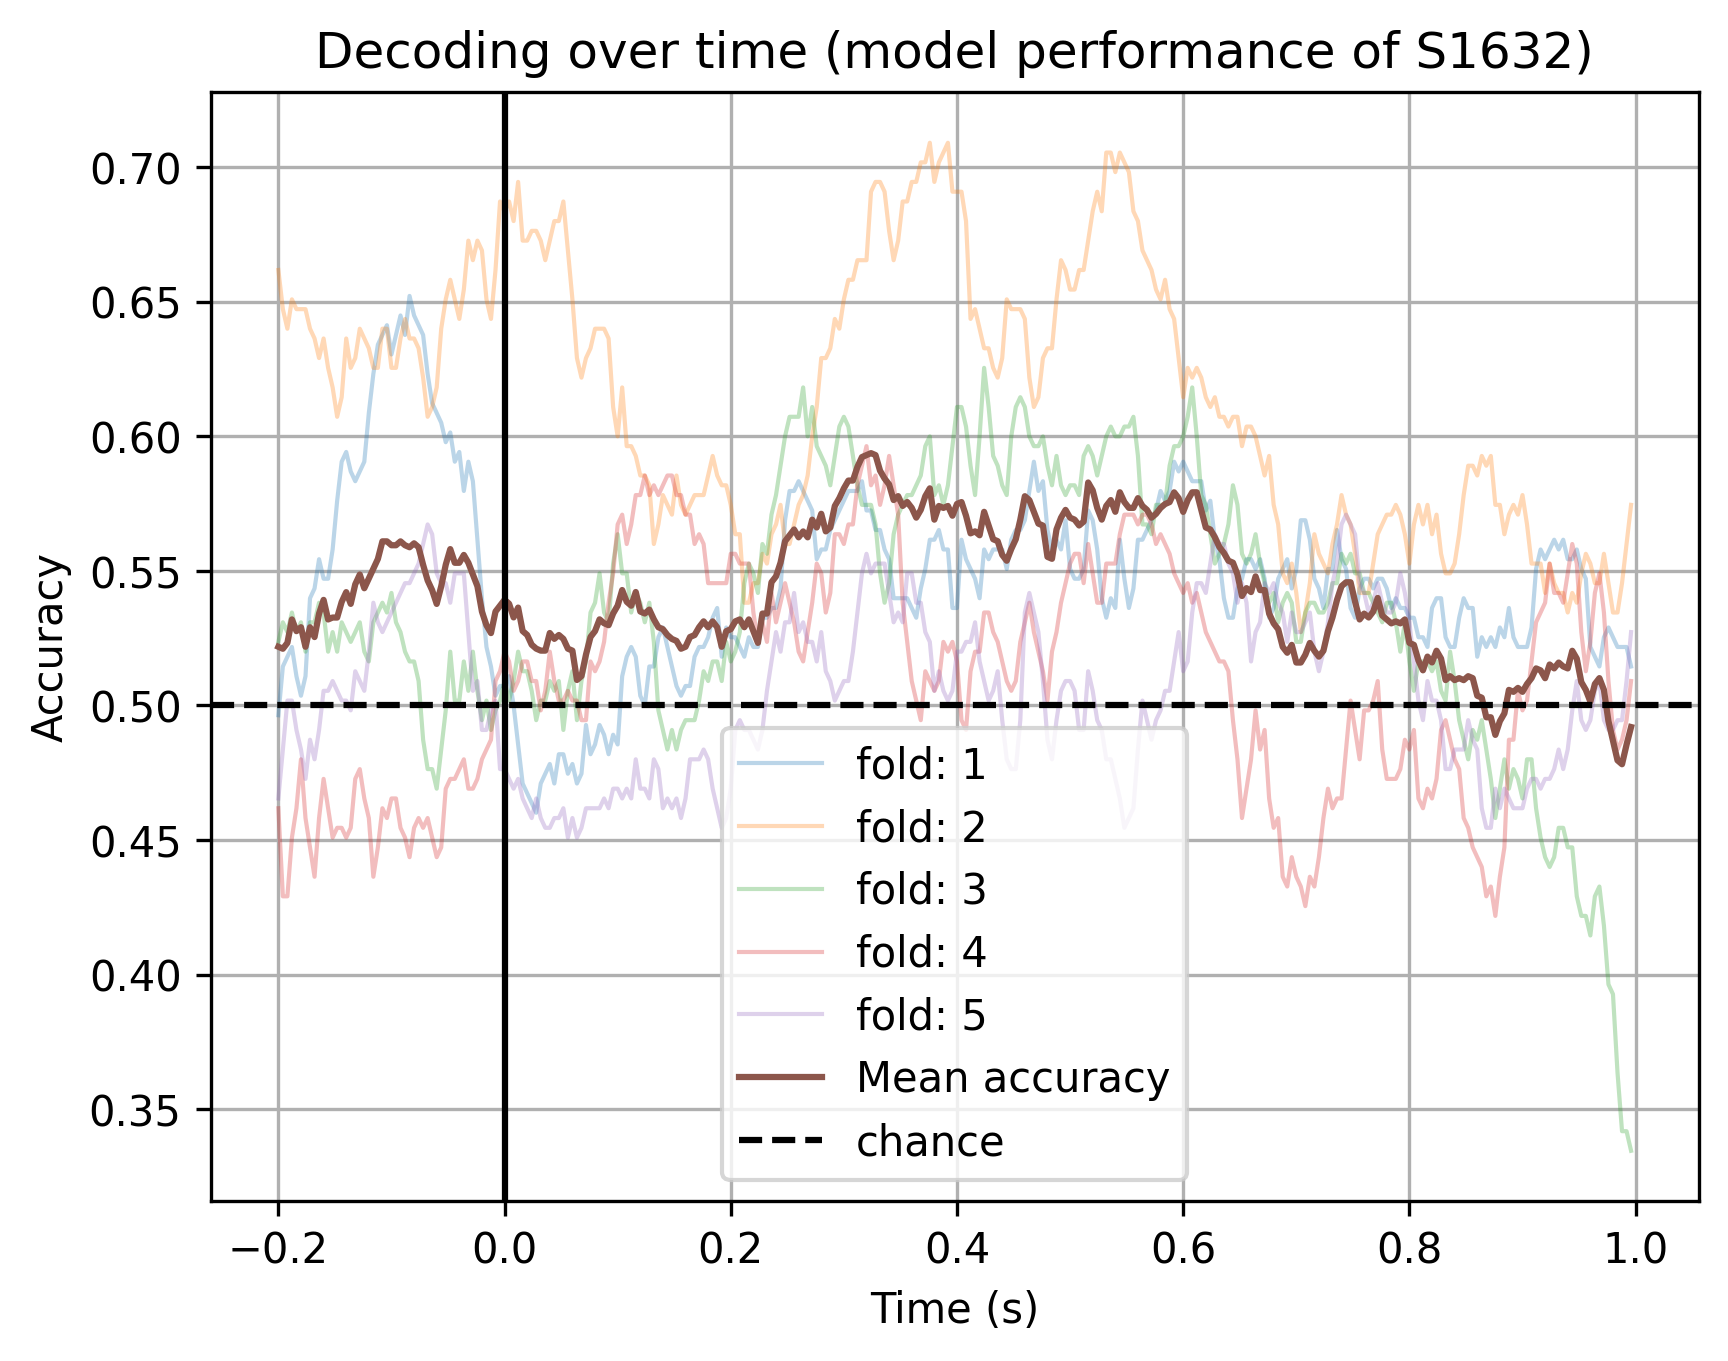 Decoding over time (model performance of S1632)
Accuracy
0.70
0.65
0.60
0.55
0.50
0.45
0.40
0.35
fold: 1
fold: 2
fold: 3
fold: 4
fold: 5
Mean accuracy
chance
−0.2 0.0 0.2 0.4 0.6 0.8 1.0
Time (s)